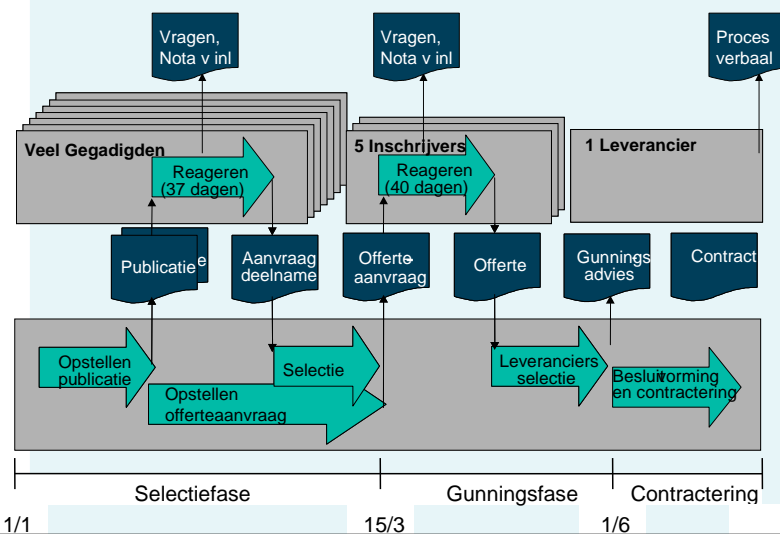 Vragen,
Nota v inl
Vragen,
Nota v inl
Proces
verbaal
Veel Gegadigden
Reageren
(37 dagen)
5 Inschrijvers
Reageren
(40 dagen)
1 Leverancier
Publicatie
Aanvraag
deelname
Offerte-
aanvraag
Offerte
Gunnings-
advies
Contract
Opstellen
publicatie
Opstellen
offerteaanvraag
Selectie
Leveranciers
selectie
Besluitvorming
en contractering
Selectiefase
Gunningsfase
Contractering
1/1
15/3
1/6